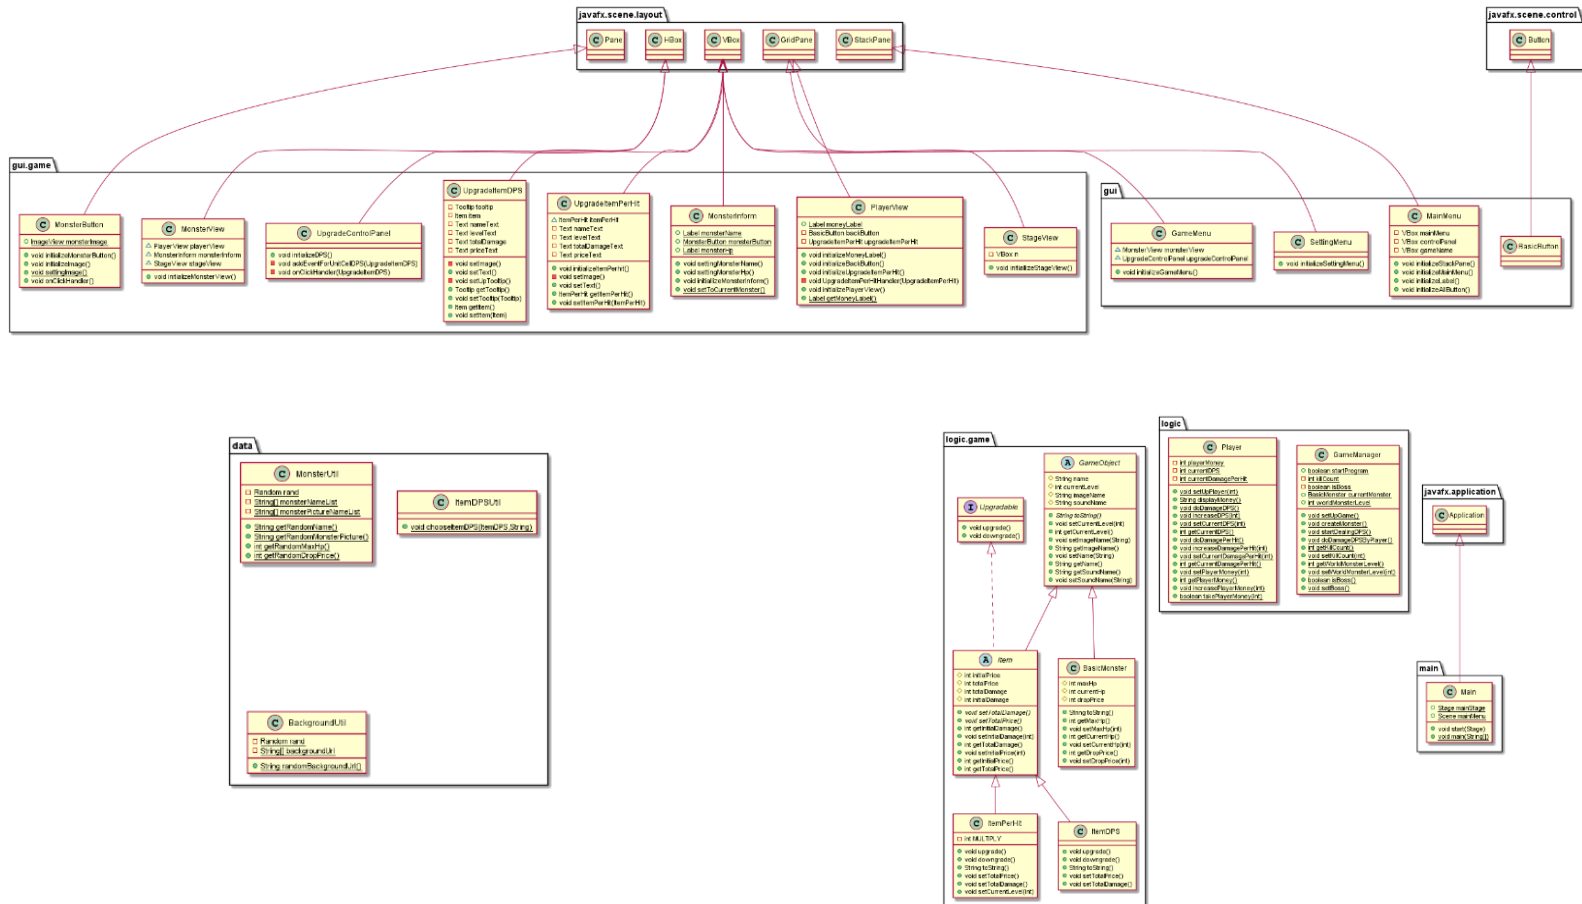 javafx.scene.layout
C Pane
C HBox
C VBox
C GridPane
C StackPane
javafx.scene.control
C Button
gui.game
C MonsterButton
ImageView monsterImage
void initializeMonsterButton()
void initializeImage()
void settingImage()
void onClickHandler()
C MonsterView
PlayerView playerView
MonsterInform monsterInform
StageView stageView
void initializeMonsterView()
C UpgradeControlPanel
void initializeDPS()
void addEventForUnitCellDPS(UpgradeItemDPS)
void onClickHandler(UpgradeItemDPS)
C UpgradeItemDPS
Tooltip tooltip
Item item
Text nameText
Text levelText
Text totalDamage
Text priceText
void setImage()
void setText()
void setUpTooltip()
Tooltip getTooltip()
void setTooltip(Tooltip)
Item getItem()
void setItem(Item)
C UpgradeItemPerHit
ItemPerHit itemPerHit
Text nameText
Text levelText
Text totalDamageText
Text priceText
void initializeItemPerHit()
void setImage()
void setText()
ItemPerHit getItemPerHit()
void setItemPerHit(ItemPerHit)
C MonsterInform
Label monsterName
MonsterButton monsterButton
Label monsterHp
void settingMonsterName()
void settingMonsterHp()
void initializeMonsterInform()
void setToCurrentMonster()
C PlayerView
Label moneyLabel
BasicButton backButton
UpgradeItemPerHit upgradeItemPerHit
void initializeMoneyLabel()
void initializeBackButton()
void initializeUpgradeItemPerHit()
void UpgradeItemPerHitHandler(UpgradeItemPerHit)
void initializePlayerView()
Label getMoneyLabel()
C StageView
VBox n
void initializeStageView()
gui
C GameMenu
MonsterView monsterView
UpgradeControlPanel upgradeControlPanel
void initializeGameMenu()
C SettingMenu
void initializeSettingMenu()
C MainMenu
VBox mainMenu
VBox controlPanel
VBox gameName
void initializeStackPane()
void initializeMainMenu()
void initializeLabel()
void initializeAllButton()
C BasicButton
data
C MonsterUtil
Random rand
String[] monsterNameList
String[] monsterPictureNameList
String getRandomName()
String getRandomMonsterPicture()
int getRandomMaxHp()
int getRandomDropPrice()
C ItemDPSUtil
void chooseItemDPS(ItemDPS,String)
C BackgroundUtil
Random rand
String[] backgroundUrl
String randomBackgroundUrl()
logic.game
I Upgradable
void upgrade()
void downgrade()
A GameObject
String name
int currentLevel
String imageName
String soundName
String toString()
void setCurrentLevel(int)
int getCurrentLevel()
void setImageName(String)
String getImageName()
void setName(String)
String getName()
String getSoundName()
void setSoundName(String)
A Item
int initialPrice
int totalPrice
int totalDamage
int initialDamage
void setTotalDamage()
void setTotalPrice()
int getInitialDamage()
void setInitialDamage(int)
int getTotalDamage()
void setInitialPrice(int)
int getInitialPrice()
int getTotalPrice()
C BasicMonster
int maxHp
int currentHp
int dropPrice
String toString()
int getMaxHp()
void setMaxHp(int)
int getCurrentHp()
void setCurrentHp(int)
int getDropPrice()
void setDropPrice(int)
C ItemPerHit
int MULTIPLY
void upgrade()
void downgrade()
String toString()
void setTotalPrice()
void setTotalDamage()
void setCurrentLevel(int)
C ItemDPS
void upgrade()
void downgrade()
String toString()
void setTotalPrice()
void setTotalDamage()
logic
C Player
int playerMoney
int currentDPS
int currentDamagePerHit
void setUpPlayer(int)
String displayMoney()
void doDamageDPS()
void increaseDPS(int)
void setCurrentDPS(int)
int getCurrentDPS()
void doDamagePerHit()
void increaseDamagePerHit(int)
void setCurrentDamagePerHit(int)
int getCurrentDamagePerHit()
void setPlayerMoney(int)
int getPlayerMoney()
void increasePlayerMoney(int)
boolean takePlayerMoney(int)
C GameManager
boolean startProgram
int killCount
boolean isBoss
BasicMonster currentMonster
int worldMonsterLevel
void setUpGame()
void createMonster()
void startDealingDPS()
void doDamageDPSByPlayer()
int getKillCount()
void setKillCount(int)
int getWorldMonsterLevel()
void setWorldMonsterLevel(int)
boolean isBoss()
void setBoss()
javafx.application
C Application
main
C Main
Stage mainStage
Scene mainMenu
void start(Stage)
void main(String[])